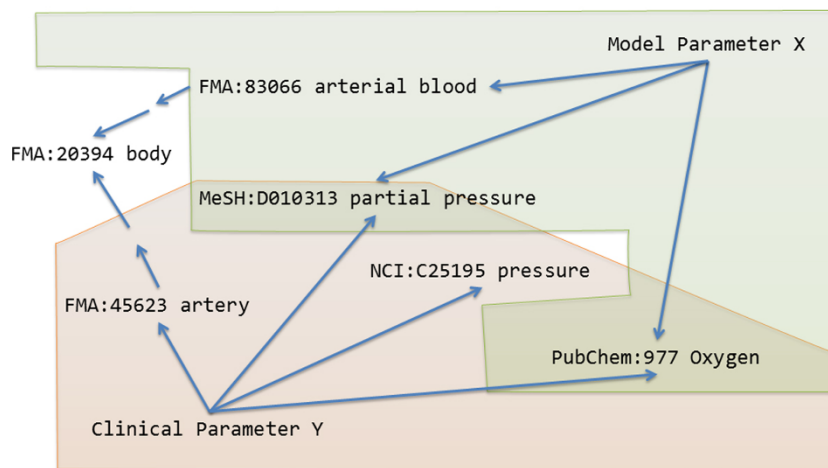 Model Parameter X
FMA:83066 arterial blood
FMA:20394 body
MeSH:D010313 partial pressure
NCI:C25195 pressure
FMA:45623 artery
PubChem:977 Oxygen
Clinical Parameter Y